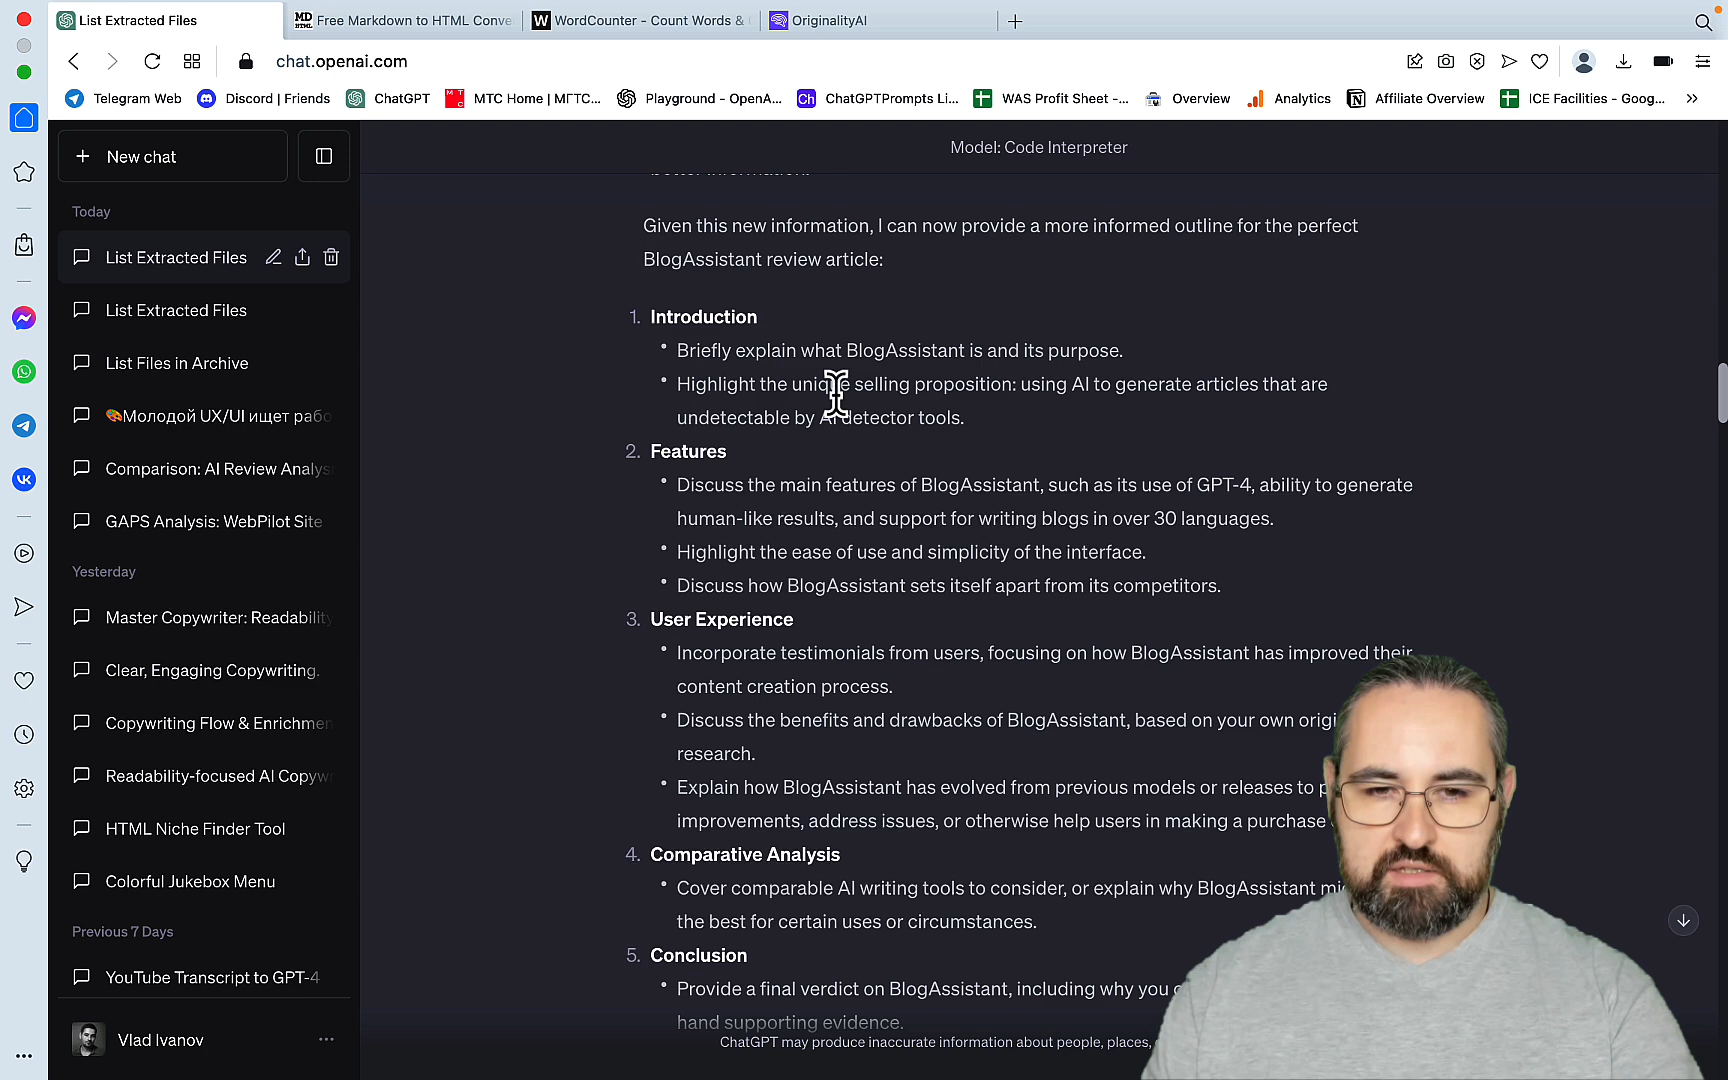 List Extracted Files
Free Markdown to HTML Conve
WordCounter - Count Words &
OriginalityAI
chat.openai.com
Telegram Web
Discord | Friends
ChatGPT
МТС Home | МГТС...
Playground - OpenA...
ChatGPTPrompts Li...
WAS Profit Sheet -...
Overview
Analytics
Affiliate Overview
ICE Facilities - Goog...
New chat
Model: Code Interpreter
Today
List Extracted Files
List Extracted Files
List Files in Archive
🎨Молодой UX/UI ищет рабо
Comparison: AI Review Analys
GAPS Analysis: WebPilot Site
Yesterday
Master Copywriter: Readability
Clear, Engaging Copywriting.
Copywriting Flow & Enrichmen
Readability-focused AI Copyw
HTML Niche Finder Tool
Colorful Jukebox Menu
Previous 7 Days
YouTube Transcript to GPT-4
Vlad Ivanov
better information.
Given this new information, I can now provide a more informed outline for the perfect
BlogAssistant review article:
1. Introduction
• Briefly explain what BlogAssistant is and its purpose.
• Highlight the unique selling proposition: using AI to generate articles that are
undetectable by AI detector tools.
2. Features
• Discuss the main features of BlogAssistant, such as its use of GPT-4, ability to generate
human-like results, and support for writing blogs in over 30 languages.
• Highlight the ease of use and simplicity of the interface.
• Discuss how BlogAssistant sets itself apart from its competitors.
3. User Experience
• Incorporate testimonials from users, focusing on how BlogAssistant has improved their
content creation process.
• Discuss the benefits and drawbacks of BlogAssistant, based on your own origi
research.
• Explain how BlogAssistant has evolved from previous models or releases to p
improvements, address issues, or otherwise help users in making a purchase
4. Comparative Analysis
• Cover comparable AI writing tools to consider, or explain why BlogAssistant mi
the best for certain uses or circumstances.
5. Conclusion
• Provide a final verdict on BlogAssistant, including why you
hand supporting evidence.
ChatGPT may produce inaccurate information about people, places,